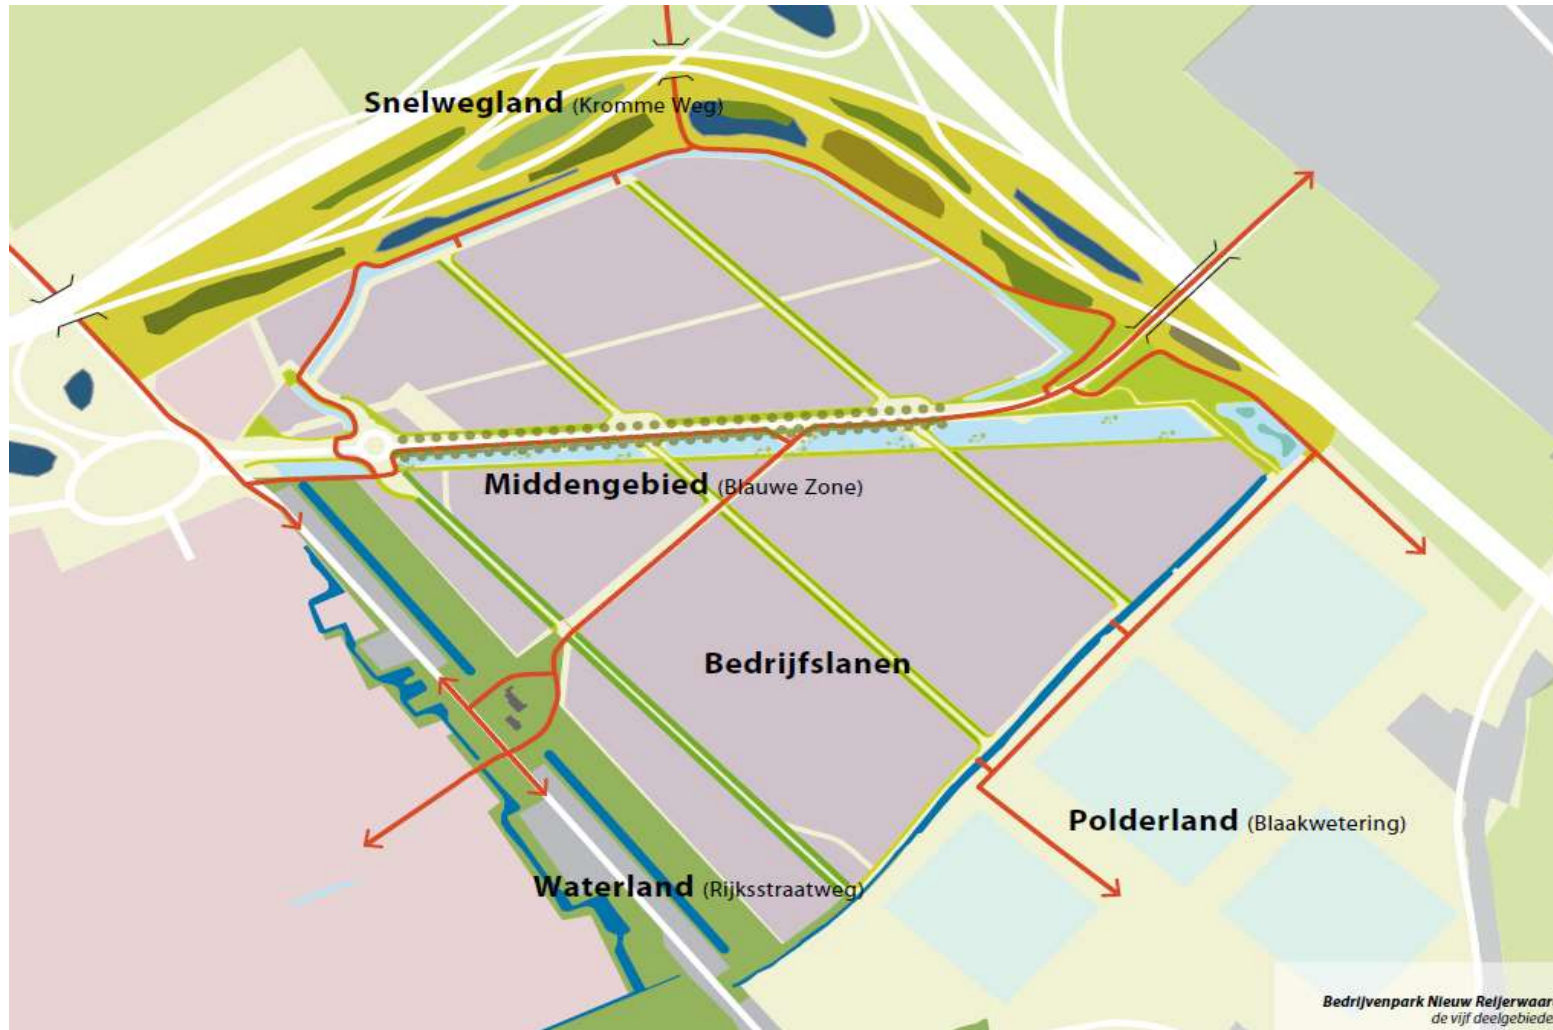 Snelwegland (Kromme Weg)
Middengebied (Blauwe Zone)
Bedrijfslanen
Polderland (Blaakwetering)
Waterland (Rijksstraatweg)
Bedrijvenpark Nieuw Reijerwaar
de vijf deelgebiede